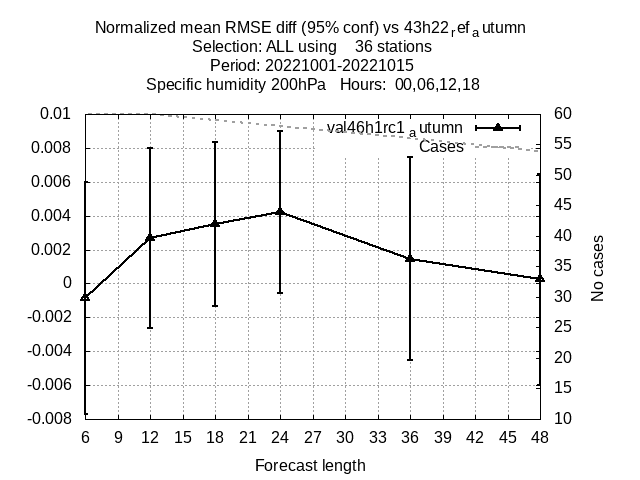 Normalized mean RMSE diff (95% conf) vs 43h22refautumn
Selection: ALL using 36 stations
Period: 20221001-20221015
Specific humidity 200hPa Hours: 00,06,12,18
val46h1rc1autumn
Cases
0.01
0.008
0.006
0.004
0.002
0
-0.002
-0.004
-0.006
-0.008
60
55
50
45
40
35
30
25
20
15
10
No cases
6 9 12 15 18 21 24 27 30 33 36 39 42 45 48
Forecast length